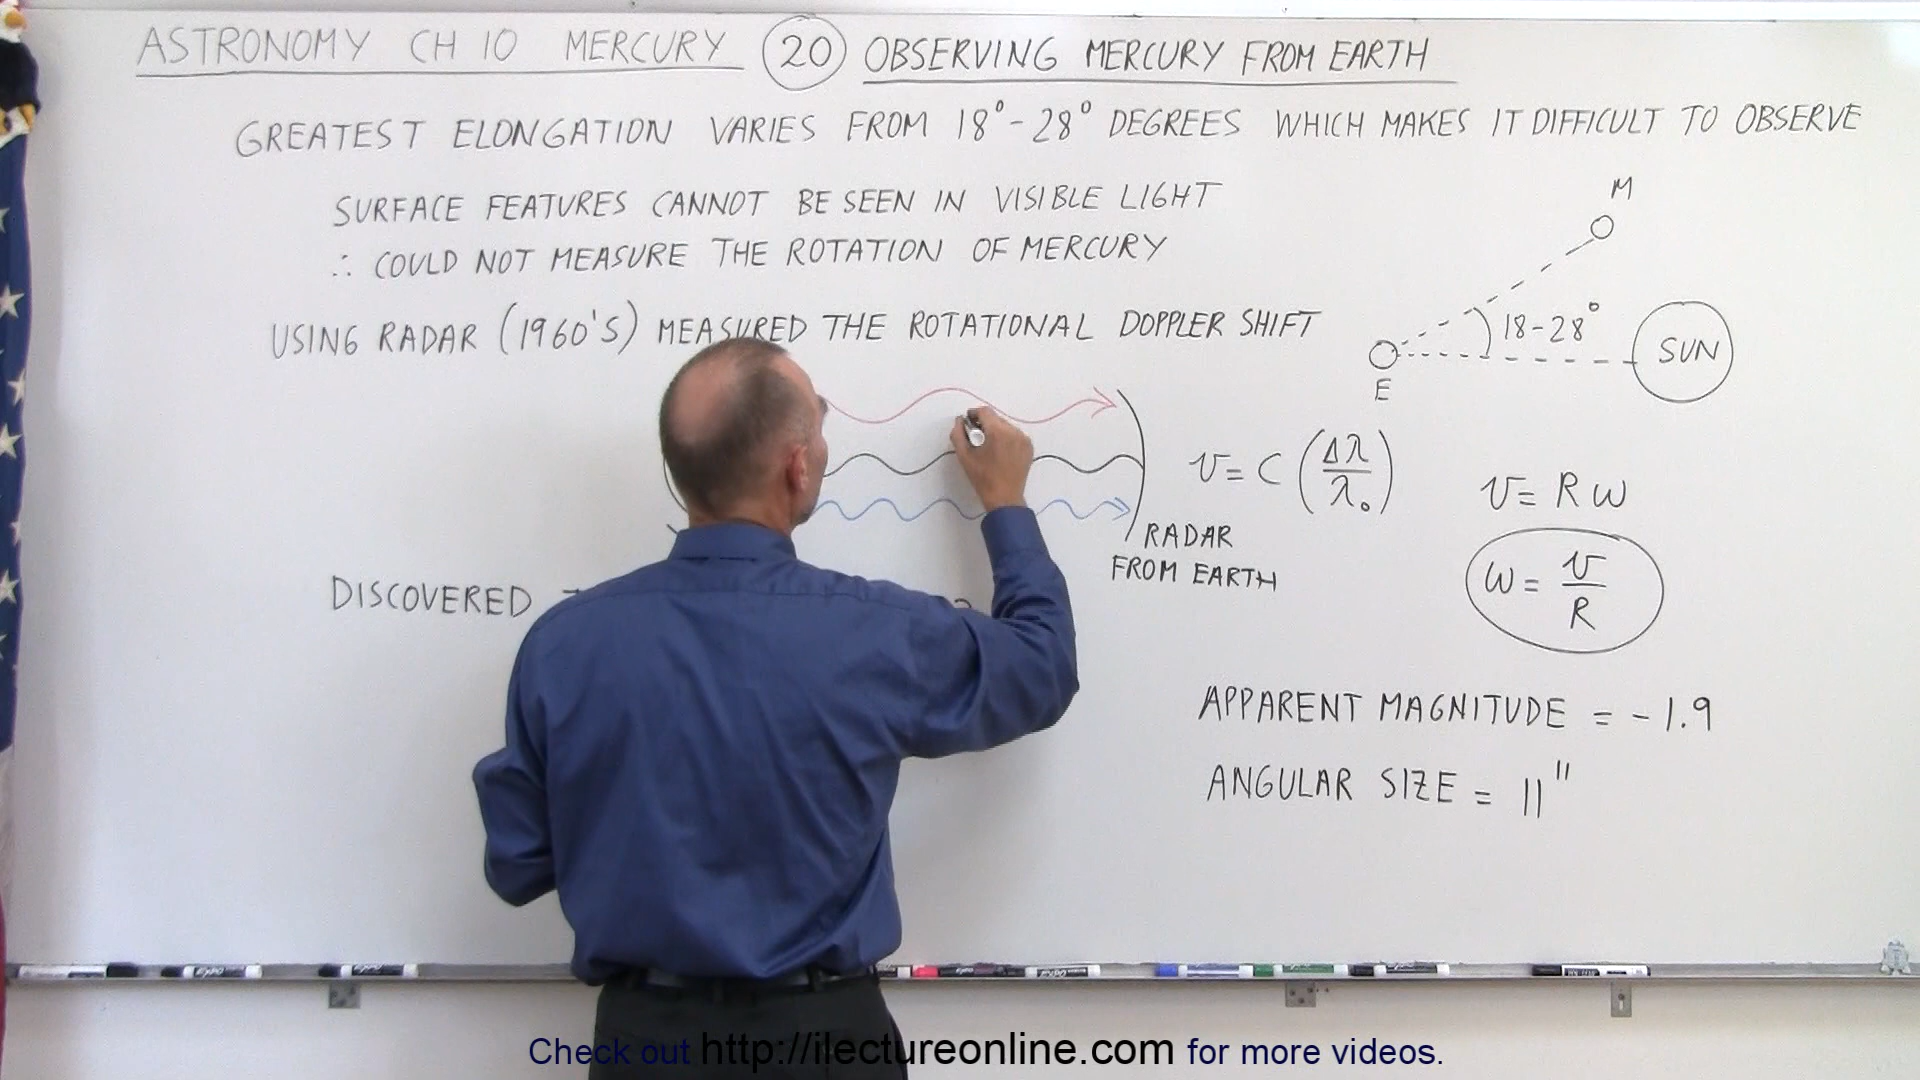 ASTRONOMY CH 10 MERCURY 20 OBSERVING MERCURY FROM EARTH
GREATEST ELONGATION VARIES FROM 18° - 28° DEGREES WHICH MAKES IT DIFFICULT TO OBSERVE
SURFACE FEATURES CANNOT BE SEEN IN VISIBLE LIGHT
∴ COULD NOT MEASURE THE ROTATION OF MERCURY
USING RADAR (1960'S) MEASURED THE ROTATIONAL DOPPLER SHIFT
M
18-28°
SUN
E
v = C (Δλ/λ₀)
v = R ω
RADAR
FROM EARTH
ω = v/R
DISCOVERED
APPARENT MAGNITUDE = -1.9
ANGULAR SIZE = 11"
Check out http://ilectureonline.com for more videos.